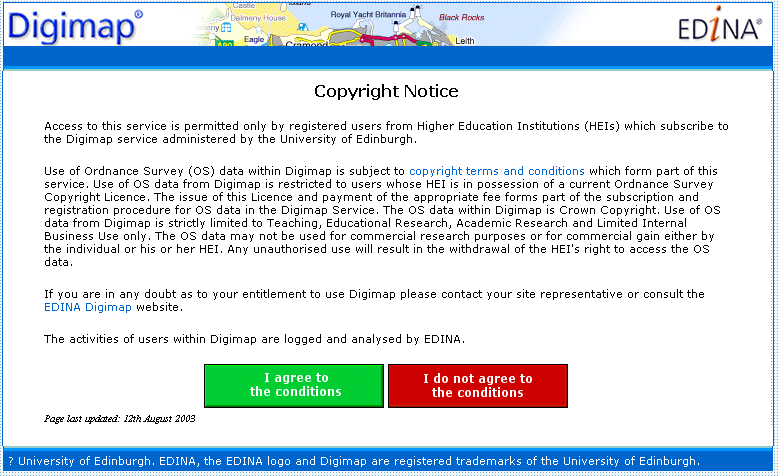 Digimap®
Castle
Island
Dalmeny House
Royal Yacht Britannia
Black Rocks
Eagle
A90
Cramond
Leith
EDINA®
Copyright Notice
Access to this service is permitted only by registered users from Higher Education Institutions (HEIs) which subscribe to
the Digimap service administered by the University of Edinburgh.
Use of Ordnance Survey (OS) data within Digimap is subject to copyright terms and conditions which form part of this
service. Use of OS data from Digimap is restricted to users whose HEI is in possession of a current Ordnance Survey
Copyright Licence. The issue of this Licence and payment of the appropriate fee forms part of the subscription and
registration procedure for OS data in the Digimap Service. The OS data within Digimap is Crown Copyright. Use of OS
data from Digimap is strictly limited to Teaching, Educational Research, Academic Research and Limited Internal
Business Use only. The OS data may not be used for commercial research purposes or for commercial gain either by
the individual or his or her HEI. Any unauthorised use will result in the withdrawal of the HEI's right to access the OS
data.
If you are in any doubt as to your entitlement to use Digimap please contact your site representative or consult the
EDINA Digimap website.
The activities of users within Digimap are logged and analysed by EDINA.
I agree to
the conditions
I do not agree to
the conditions
Page last updated: 12th August 2003
? University of Edinburgh. EDINA, the EDINA logo and Digimap are registered trademarks of the University of Edinburgh.